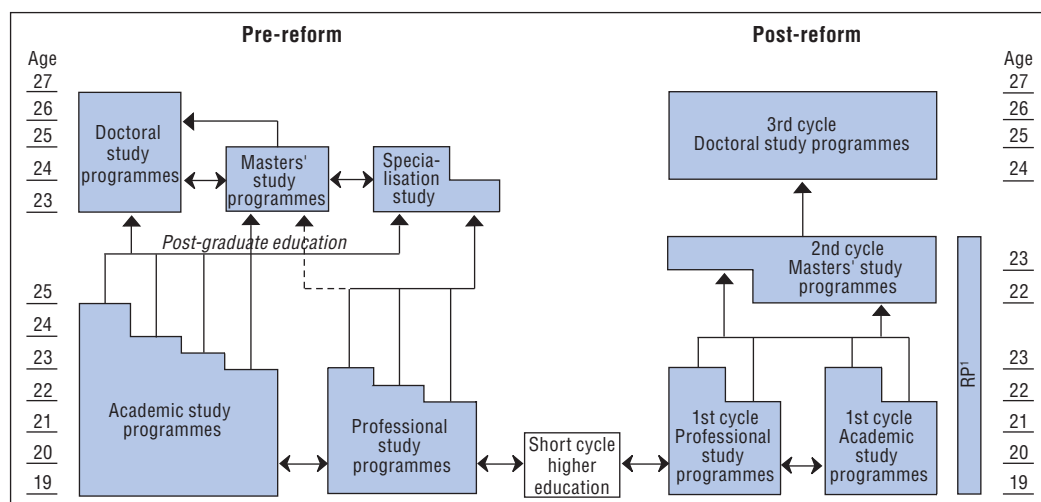 Pre-reform
Post-reform
Age
27
26
25
24
23
25
24
23
22
21
20
19
Doctoral
study
programmes
Masters'
study
programmes
Specia-
lisation
study
Post-graduate education
Academic study
programmes
Professional
study
programmes
Short cycle
higher
education
3rd cycle
Doctoral study programmes
2nd cycle
Masters' study
programmes
1st cycle
Professional
study
programmes
1st cycle
Academic
study
programmes
RP1
Age
27
26
25
24
23
22
23
22
21
20
19